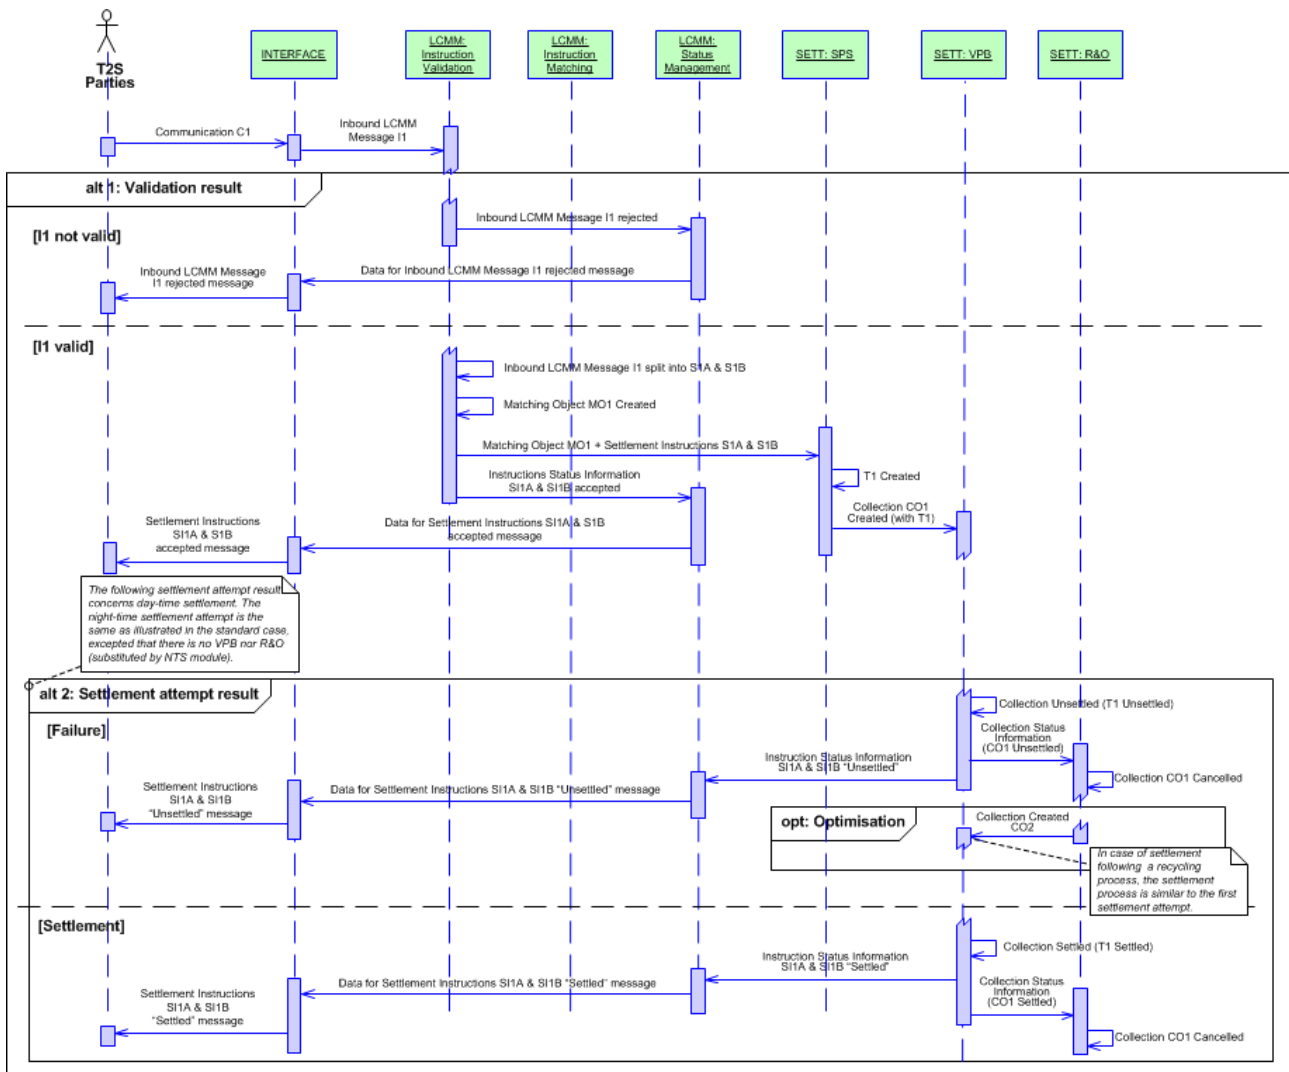 T2S
Parties
INTERFACE
LCMM:
Instruction
Validation
LCMM:
Instruction
Matching
LCMM:
Status
Management
SETT: SPS
SETT: VPB
SETT: R&O
Communication C1
Inbound LCMM
Message I1
alt 1: Validation result
[I1 not valid]
Inbound LCMM Message I1 rejected
Data for Inbound LCMM Message I1 rejected message
Inbound LCMM Message
I1 rejected message
[I1 valid]
Inbound LCMM Message I1 split into S1A & S1B
Matching Object MO1 Created
Matching Object MO1 + Settlement Instructions S1A & S1B
T1 Created
Instructions Status Information
SI1A & SI1B accepted
Collection CO1
Created (with T1)
Data for Settlement Instructions SI1A & S1B
accepted message
Settlement Instructions
SI1A & S1B
accepted message
The following settlement attempt result
concerns day-time settlement. The
night-time settlement attempt is the
same as illustrated in the standard case,
excepted that there is no VPB nor R&O
(substituted by NTS module).
alt 2: Settlement attempt result
[Failure]
Collection Unsettled (T1 Unsettled)
Collection Status
Information
(CO1 Unsettled)
Instruction Status Information
SI1A & SI1B “Unsettled”
Collection CO1 Cancelled
Data for Settlement Instructions SI1A & SI1B “Unsettled” message
Settlement Instructions
SI1A & SI1B
“Unsettled” message
opt: Optimisation
Collection Created
CO2
In case of settlement
following a recycling
process, the settlement
process is similar to the first
settlement attempt.
[Settlement]
Collection Settled (T1 Settled)
Instruction Status Information
SI1A & SI1B “Settled”
Collection Status
Information
(CO1 Settled)
Data for Settlement Instructions SI1A & SI1B “Settled” message
Settlement Instructions
SI1A & SI1B
“Settled” message
Collection CO1 Cancelled